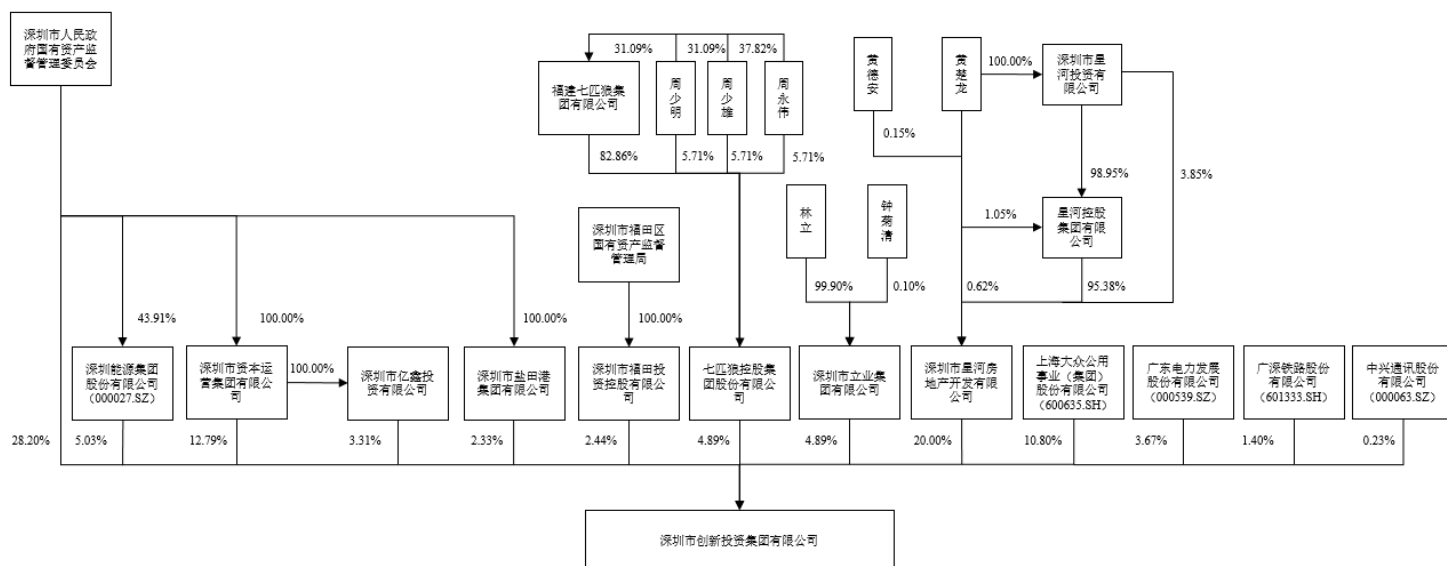 深圳市人民政
府国有资产监
督管理委员会
31.09%
31.09%
37.82%
福建七匹狼集
团有限公司
周少明
周少雄
周永伟
黄德安
黄楚龙
100.00%
深圳市星
河投资有
限公司
0.15%
82.86%
5.71%
5.71%
5.71%
98.95%
3.85%
深圳市福田区
国有资产监督
管理局
林立
钟菊清
1.05%
星河控股
集团有限
公司
99.90%
0.10%
0.62%
95.38%
43.91%
100.00%
100.00%
100.00%
深圳能源集团
股份有限公司
（000027.SZ）
深圳市资本运
营集团有限公
司
100.00%
深圳市亿鑫投
资有限公司
深圳市盐田港
集团有限公司
深圳市福田投
资控股有限公
司
七匹狼控股集
团股份有限公
司
深圳市立业集
团有限公司
深圳市星河房
地产开发有限
公司
上海大众公用
事业（集团）
股份有限公司
（600635.SH）
广东电力发展
股份有限公司
（000539.SZ）
广深铁路股份
有限公司
（601333.SH）
中兴通讯股份
有限公司
（000063.SZ）
28.20%
5.03%
12.79%
3.31%
2.33%
2.44%
4.89%
4.89%
20.00%
10.80%
3.67%
1.40%
0.23%
深圳市创新投资集团有限公司